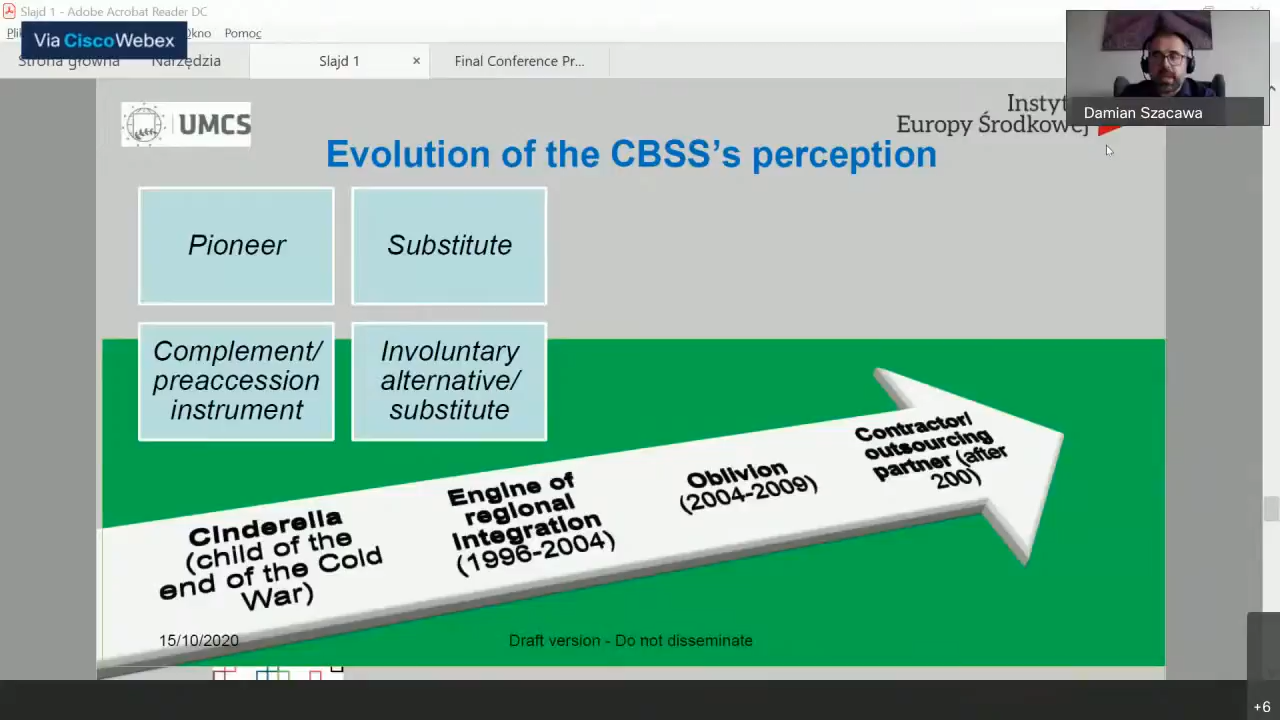 Slajd 1 - Adobe Acrobat Reader DC
Okno Pomoc
Via Cisco Webex
Strona główna Narzędzia Slajd 1 × Final Conference Pr...
Damian Szacawa
UMCS
Europy Środkowej
Evolution of the CBSS's perception
Pioneer
Substitute
Complement/
preaccession
instrument
Involuntary
alternative/
substitute
Cinderella
(child of the
end of the Cold
War)
Engine of
regional
integration
(1996-2004)
Oblivion
(2004-2009)
Contractor/
outsourcing
partner (after
200)
15/10/2020
Draft version - Do not disseminate
+6